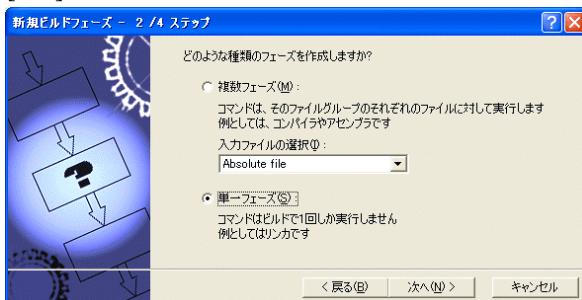 新規ビルドフェーズ - 2 /4 ステップ
どのような種類のフェーズを作成しますか?
複数フェーズ(M) :
コマンドは、そのファイルグループのそれぞれのファイルに対して実行します
例としては、コンパイラやアセンブラです
入力ファイルの選択(I) :
Absolute file
単一フェーズ(S) :
コマンドはビルドで1回しか実行しません
例としてはリンカです
< 戻る(B)
次へ(N) >
キャンセル